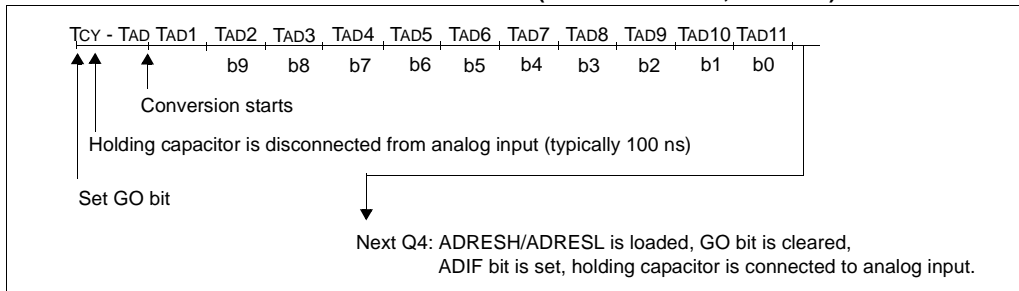 TCY - TAD TAD1 TAD2 TAD3 TAD4 TAD5 TAD6 TAD7 TAD8 TAD9 TAD10 TAD11
b9 b8 b7 b6 b5 b4 b3 b2 b1 b0
Conversion starts
Holding capacitor is disconnected from analog input (typically 100 ns)
Set GO bit
Next Q4: ADRESH/ADRESL is loaded, GO bit is cleared,
ADIF bit is set, holding capacitor is connected to analog input.